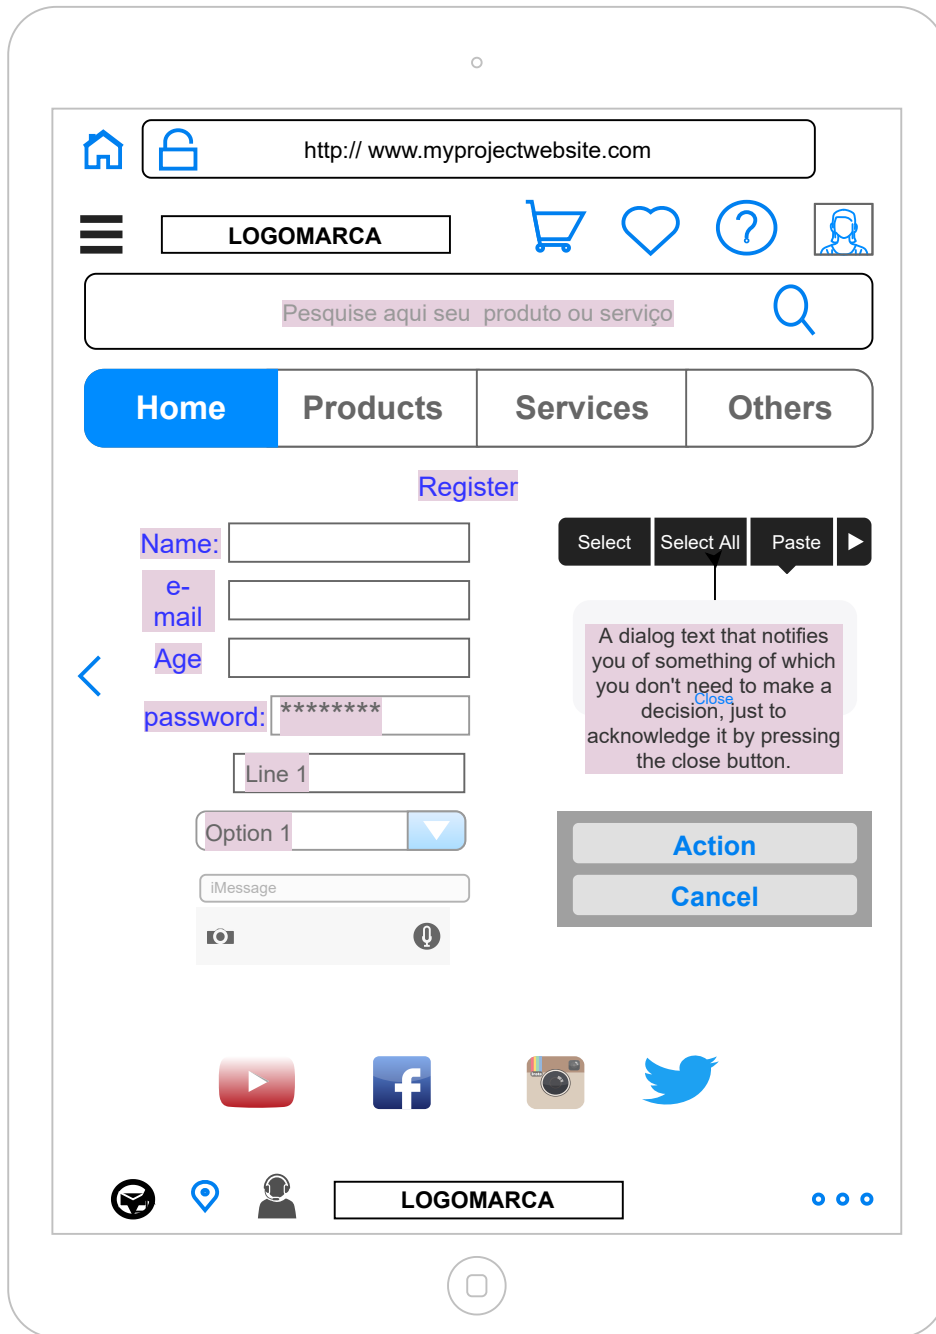 http:// www.myprojectwebsite.com
LOGOMARCA
Pesquise aqui seu  produto ou serviço
Home
Products
Services
Others
Register
Name:
e-
mail
Age
password:
********
Line 1
Option 1
iMessage
Select
Select All
Paste
A dialog text that notifies
you of something of which
you don't need to make a
Close
decision, just to
acknowledge it by pressing
the close button.
Action
Cancel
Insta
LOGOMARCA